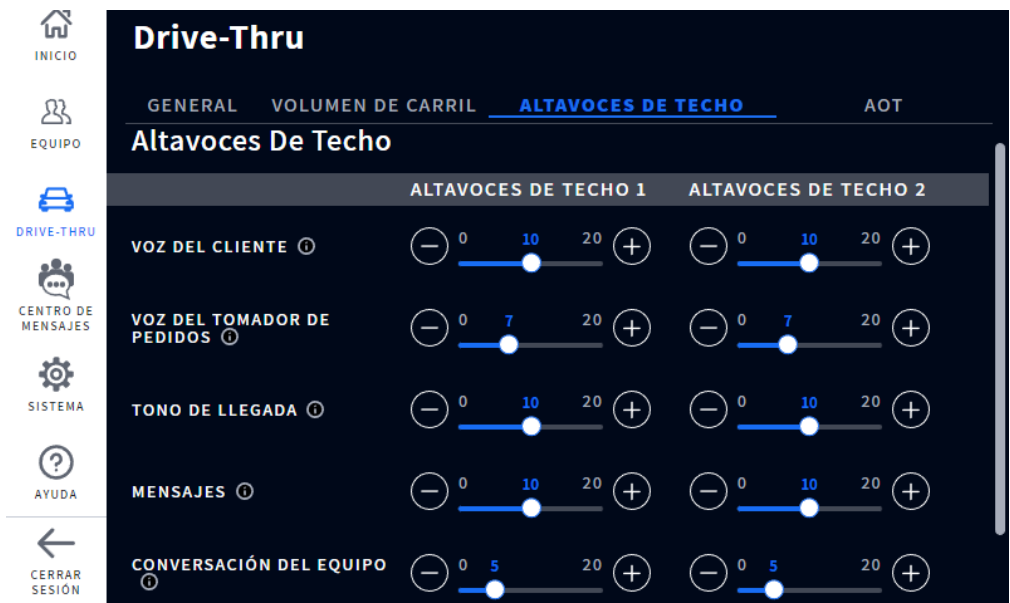 INICIO
EQUIPO
DRIVE-THRU
CENTRO DE
MENSAJES
SISTEMA
AYUDA
CERRAR
SESIÓN
Drive-Thru
GENERAL VOLUMEN DE CARRIL ALTAVOCES DE TECHO AOT
Altavoces De Techo
ALTAVOCES DE TECHO 1 ALTAVOCES DE TECHO 2
VOZ DEL CLIENTE 0 10 20 0 10 20
VOZ DEL TOMADOR DE
PEDIDOS 0 7 20 0 7 20
TONO DE LLEGADA 0 10 20 0 10 20
MENSAJES 0 10 20 0 10 20
CONVERSACIÓN DEL EQUIPO 0 5 20 0 5 20